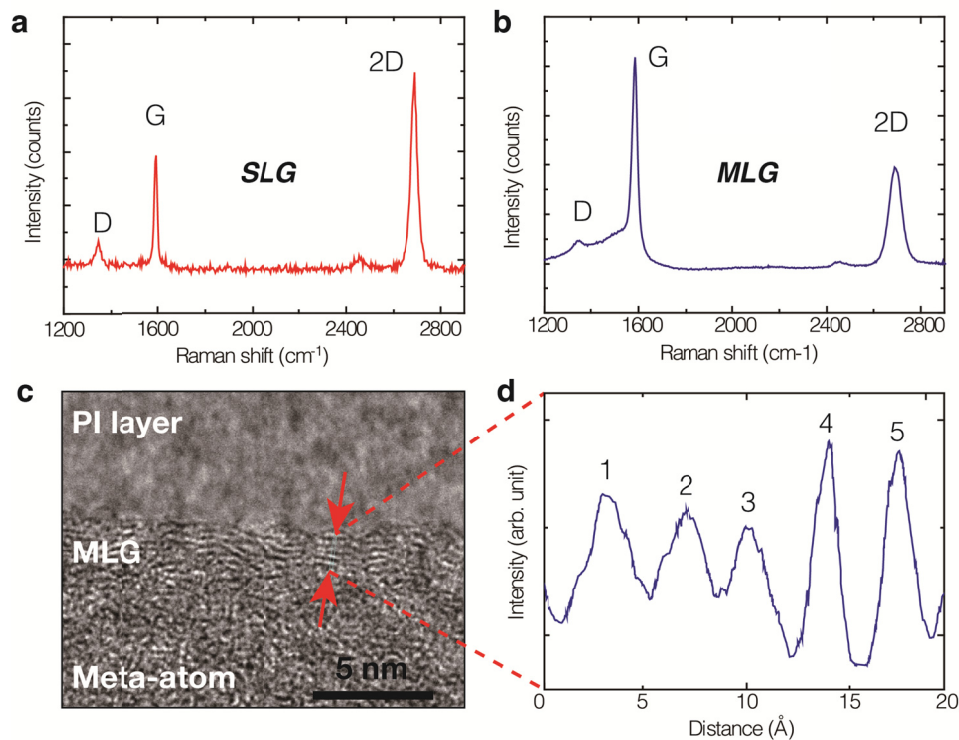 a
2D
G
SLG
D
Intensity (counts)
1200 1600 2000 2400 2800
Raman shift (cm⁻¹)
b
G
2D
MLG
D
Intensity (counts)
1200 1600 2000 2400 2800
Raman shift (cm-1)
c
PI layer
MLG
Meta-atom
5 nm
d
1 2 3 4 5
Intensity (arb. unit)
0 5 10 15 20
Distance (Å)